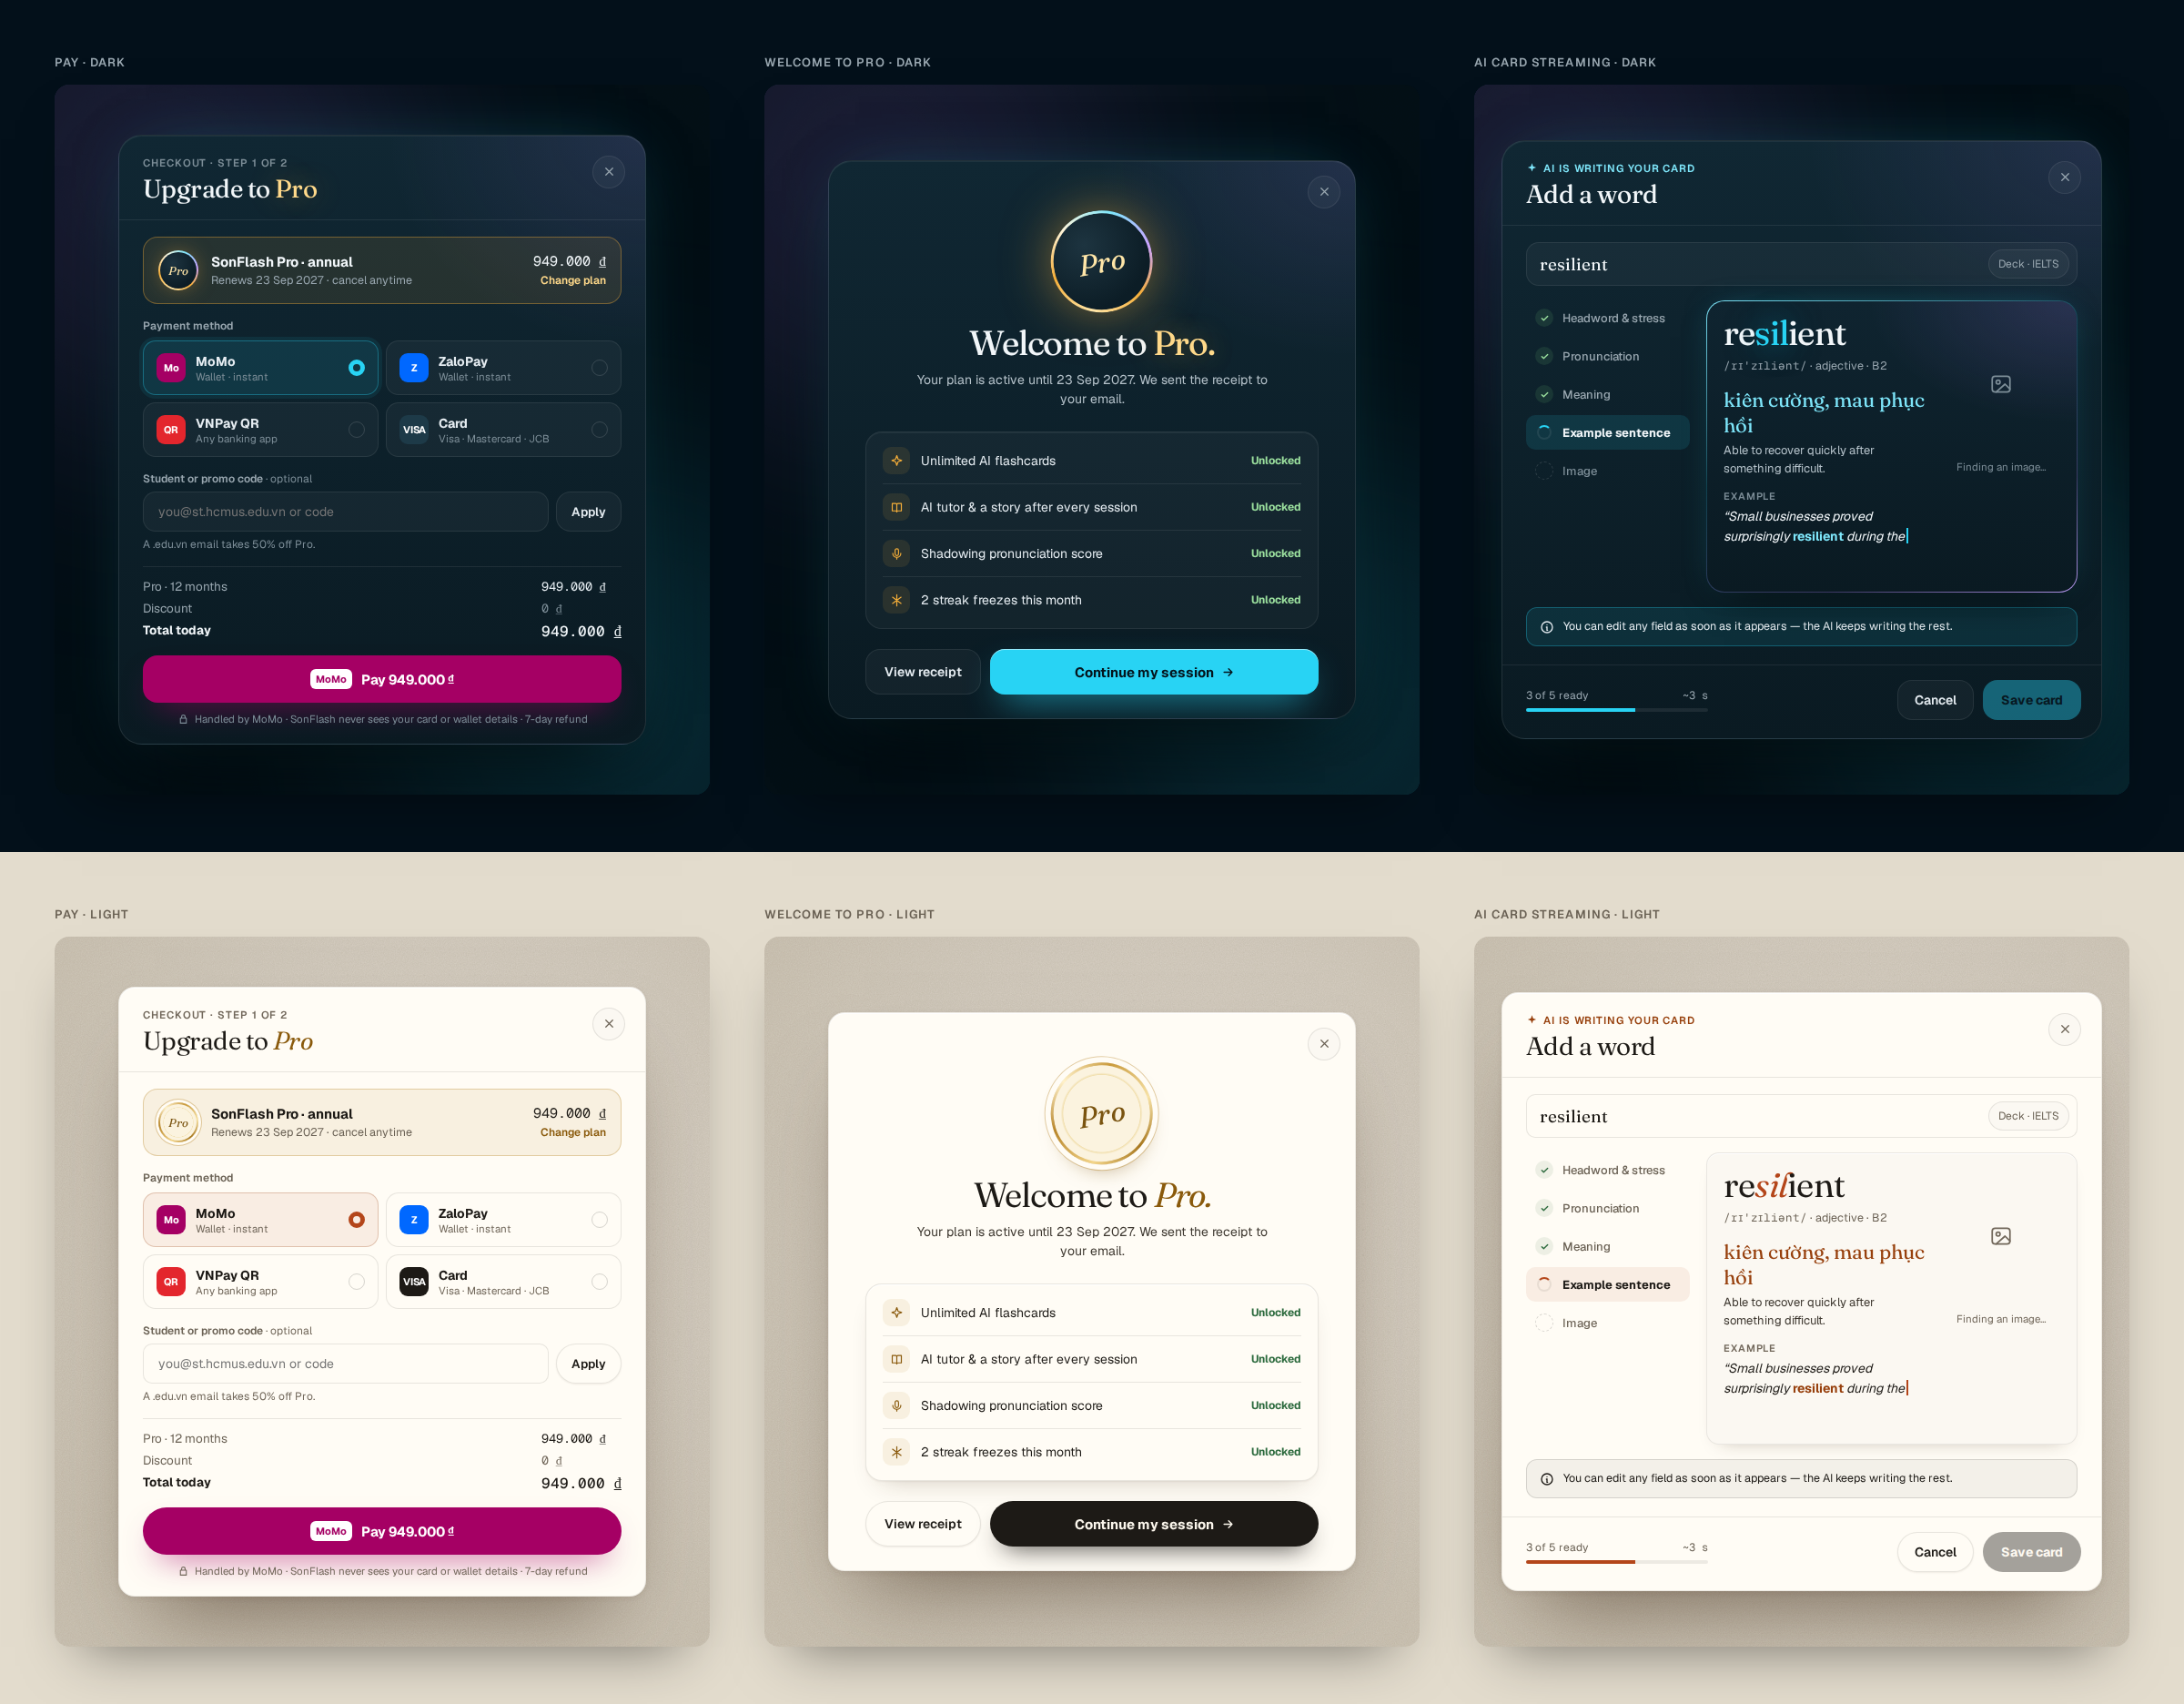 PAY · DARK
CHECKOUT · STEP 1 OF 2
Upgrade to Pro
Pro
SonFlash Pro · annual
949.000 ₫
Renews 23 Sep 2027 · cancel anytime
Change plan
Payment method
Mo
MoMo
Wallet · instant
Z
ZaloPay
Wallet · instant
QR
VNPay QR
Any banking app
VISA
Card
Visa · Mastercard · JCB
Student or promo code · optional
you@st.hcmus.edu.vn or code
Apply
A .edu.vn email takes 50% off Pro.
Pro · 12 months
949.000 ₫
Discount
0 ₫
Total today
949.000 ₫
MoMo Pay 949.000 ₫
Handled by MoMo · SonFlash never sees your card or wallet details · 7-day refund
WELCOME TO PRO · DARK
Pro
Welcome to Pro.
Your plan is active until 23 Sep 2027. We sent the receipt to
your email.
Unlimited AI flashcards
Unlocked
AI tutor & a story after every session
Unlocked
Shadowing pronunciation score
Unlocked
2 streak freezes this month
Unlocked
View receipt
Continue my session →
AI CARD STREAMING · DARK
AI IS WRITING YOUR CARD
Add a word
resilient
Deck · IELTS
Headword & stress
Pronunciation
Meaning
Example sentence
Image
resilient
/rɪˈzɪliənt/ · adjective · B2
kiên cường, mau phục
hồi
Able to recover quickly after
something difficult.
Finding an image…
EXAMPLE
“Small businesses proved
surprisingly resilient during the
You can edit any field as soon as it appears — the AI keeps writing the rest.
3 of 5 ready
~3 s
Cancel
Save card
PAY · LIGHT
CHECKOUT · STEP 1 OF 2
Upgrade to Pro
Pro
SonFlash Pro · annual
949.000 ₫
Renews 23 Sep 2027 · cancel anytime
Change plan
Payment method
Mo
MoMo
Wallet · instant
Z
ZaloPay
Wallet · instant
QR
VNPay QR
Any banking app
VISA
Card
Visa · Mastercard · JCB
Student or promo code · optional
you@st.hcmus.edu.vn or code
Apply
A .edu.vn email takes 50% off Pro.
Pro · 12 months
949.000 ₫
Discount
0 ₫
Total today
949.000 ₫
MoMo Pay 949.000 ₫
Handled by MoMo · SonFlash never sees your card or wallet details · 7-day refund
WELCOME TO PRO · LIGHT
Pro
Welcome to Pro.
Your plan is active until 23 Sep 2027. We sent the receipt to
your email.
Unlimited AI flashcards
Unlocked
AI tutor & a story after every session
Unlocked
Shadowing pronunciation score
Unlocked
2 streak freezes this month
Unlocked
View receipt
Continue my session →
AI CARD STREAMING · LIGHT
AI IS WRITING YOUR CARD
Add a word
resilient
Deck · IELTS
Headword & stress
Pronunciation
Meaning
Example sentence
Image
resilient
/rɪˈzɪliənt/ · adjective · B2
kiên cường, mau phục
hồi
Able to recover quickly after
something difficult.
Finding an image…
EXAMPLE
“Small businesses proved
surprisingly resilient during the
You can edit any field as soon as it appears — the AI keeps writing the rest.
3 of 5 ready
~3 s
Cancel
Save card